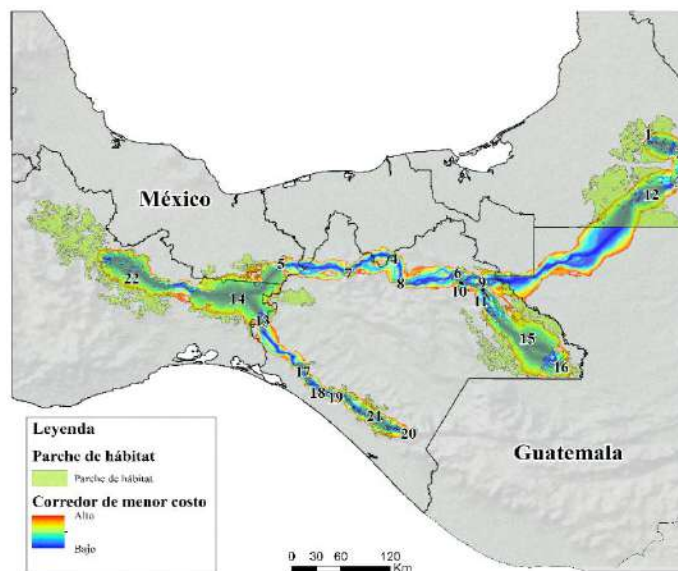 1
México
12
5
4
7
8
6
9
10
22
14
11
13
15
16
17
18
19
21
20
Guatemala
Leyenda
Parche de hábitat
Parche de hábitat
Corredor de menor costo
Alto
Bajo
0 30 60 120
Km